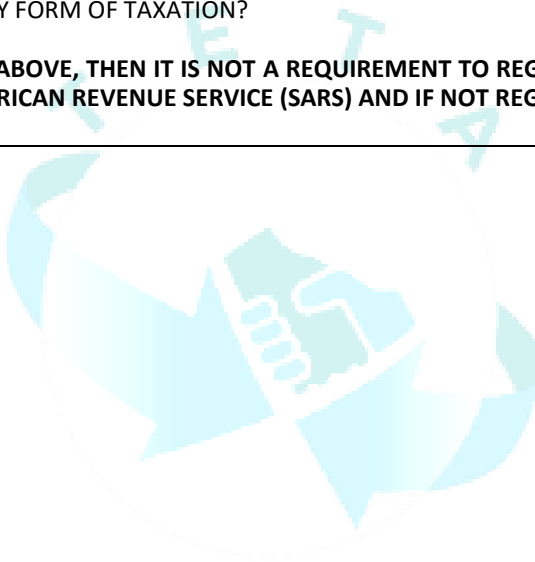 Y FORM OF TAXATION?
ABOVE, THEN IT IS NOT A REQUIREMENT TO REG
RICAN REVENUE SERVICE (SARS) AND IF NOT REG
T E T A